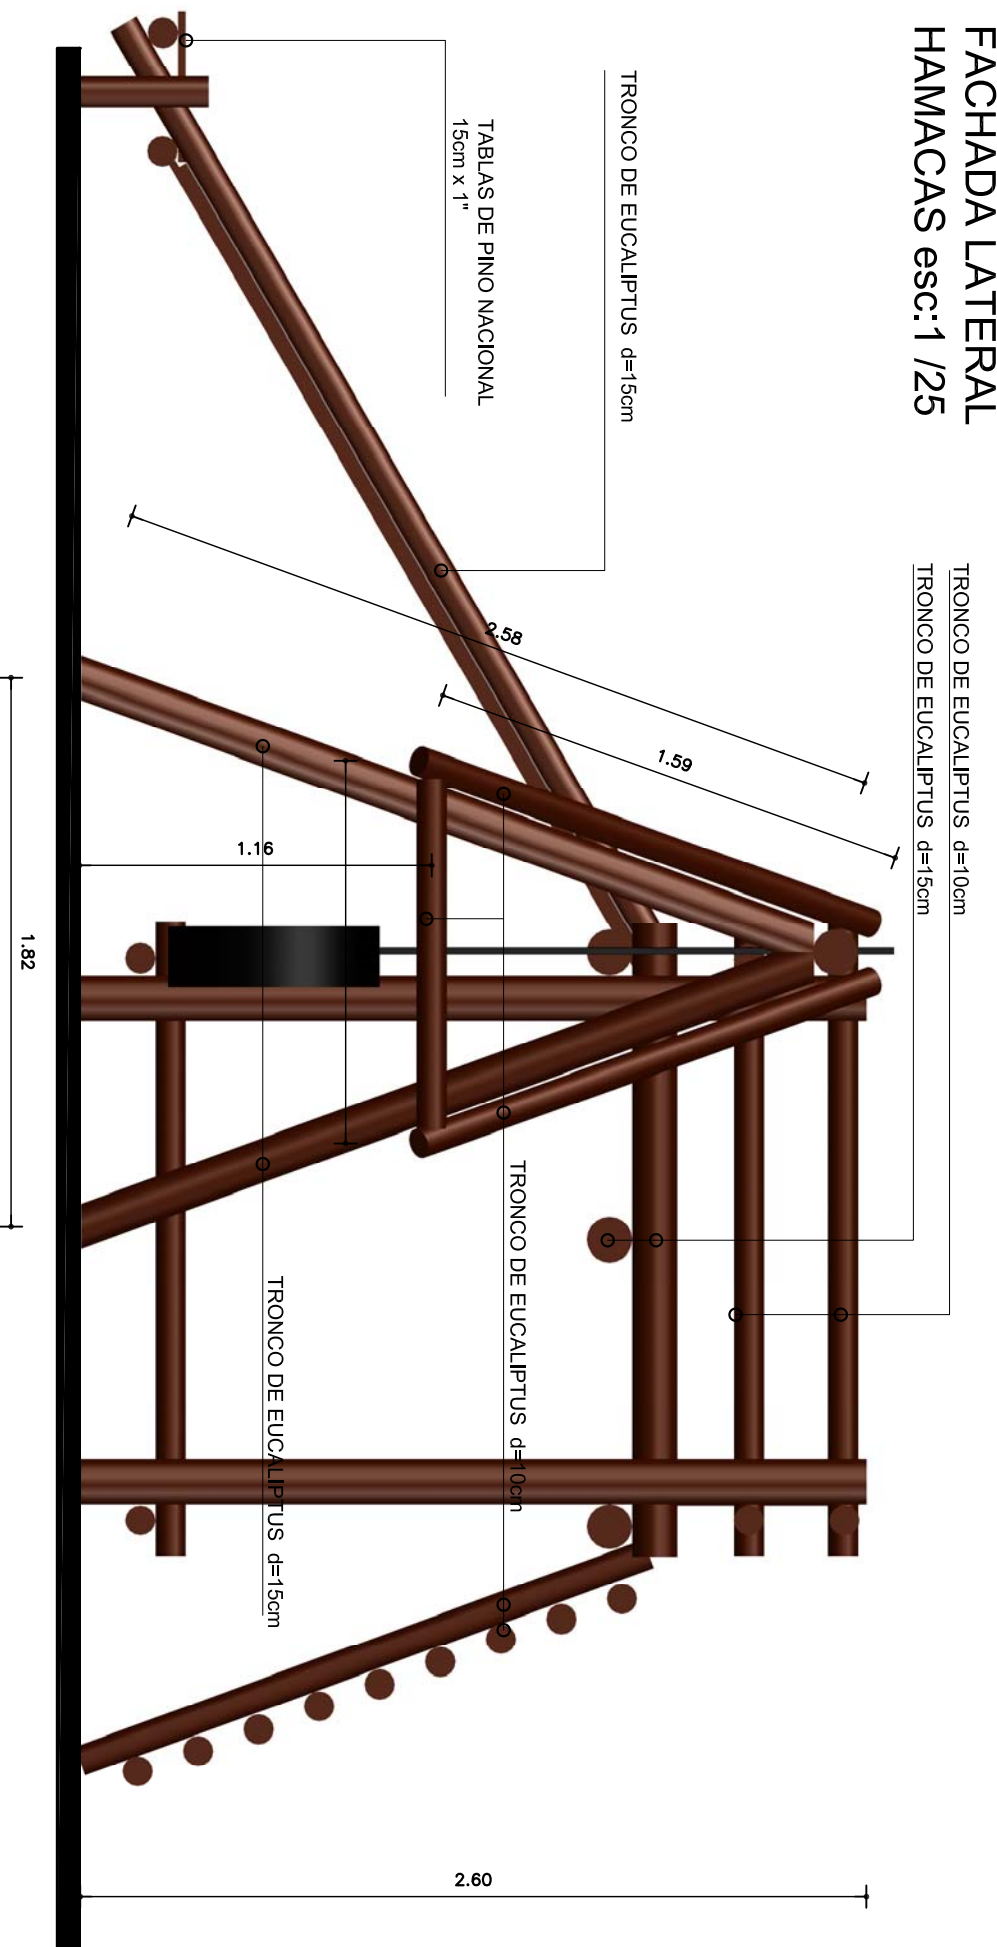 FACHADA LATERAL
HAMACAS esc:1 /25
TRONCO DE EUCALIPTUS d=10cm
TRONCO DE EUCALIPTUS d=15cm
TRONCO DE EUCALIPTUS d=15cm
TABLAS DE PINO NACIONAL
15cm x 1"
2.58
1.59
1.16
TRONCO DE EUCALIPTUS d=10cm
TRONCO DE EUCALIPTUS d=15cm
2.60
1.82